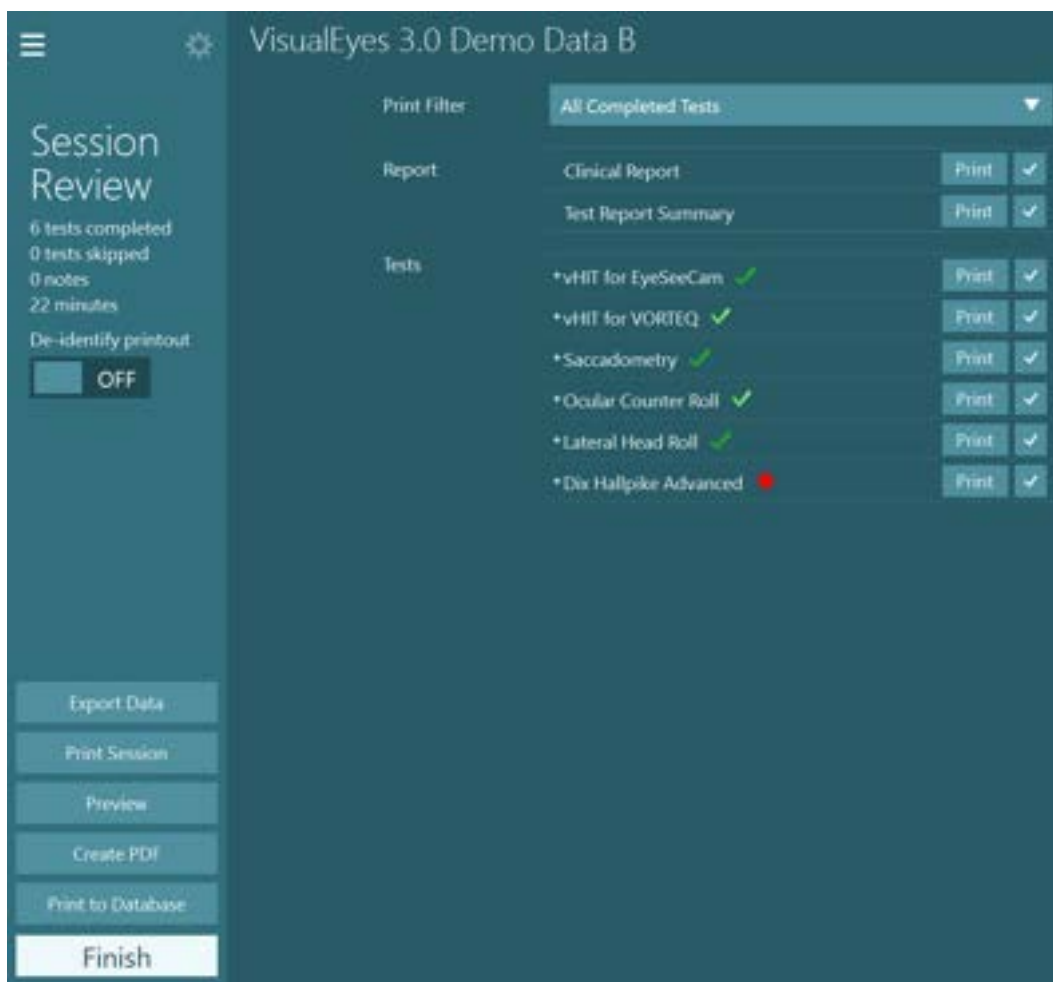 VisualEyes 3.0 Demo Data B
Session
Review
6 tests completed
0 tests skipped
0 notes
22 minutes
De-identify printout
OFF
Export Data
Print Session
Preview
Create PDF
Print to Database
Finish
Print Filter
All Completed Tests
Report
Clinical Report
Print
Test Report Summary
Print
Tests
*vHIT for EyeSeeCam
Print
*vHIT for VORTEQ
Print
*Saccadometry
Print
*Ocular Counter Roll
Print
*Lateral Head Roll
Print
*Dix Hallpike Advanced
Print